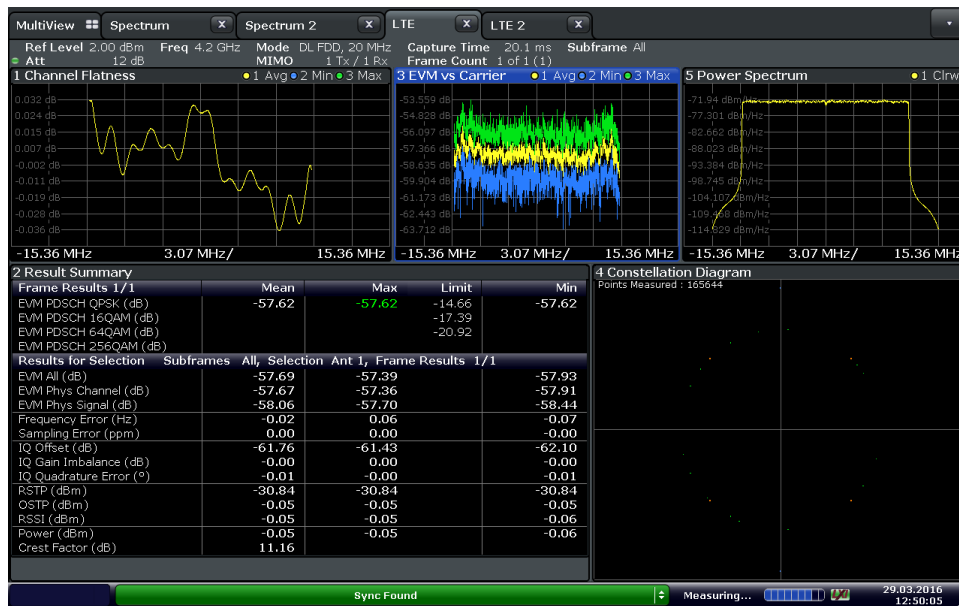 MultiView Spectrum X Spectrum 2 X LTE X LTE 2 X
Ref Level 2.00 dBm Freq 4.2 GHz Mode DL FDD, 20 MHz Capture Time 20.1 ms Subframe All
Att 12 dB MIMO 1 Tx / 1 Rx Frame Count 1 of 1 (1)
1 Channel Flatness 1 Avg 2 Min 3 Max
0.032 dB
0.024 dB
0.015 dB
0.007 dB
-0.002 dB
-0.011 dB
-0.019 dB
-0.028 dB
-0.036 dB
-15.36 MHz 3.07 MHz/ 15.36 MHz
3 EVM vs Carrier 1 Avg 2 Min 3 Max
-53.559 dB
-54.828 dB
-56.097 dB
-57.366 dB
-58.635 dB
-59.904 dB
-61.173 dB
-62.443 dB
-63.712 dB
-15.36 MHz 3.07 MHz/ 15.36 MHz
5 Power Spectrum 1 Clrw
-71.94 dBm/Hz
-77.301 dBm/Hz
-82.662 dBm/Hz
-88.023 dBm/Hz
-93.384 dBm/Hz
-98.745 dBm/Hz
-104.107 dBm/Hz
-109.468 dBm/Hz
-114.829 dBm/Hz
-15.36 MHz 3.07 MHz/ 15.36 MHz
2 Result Summary
Frame Results 1/1 Mean Max Limit Min
EVM PDSCH QPSK (dB) -57.62 -57.62 -14.66 -57.62
EVM PDSCH 16QAM (dB) -17.39
EVM PDSCH 64QAM (dB) -20.92
EVM PDSCH 256QAM (dB)
Results for Selection Subframes All, Selection Ant 1, Frame Results 1/1
EVM All (dB) -57.69 -57.39 -57.93
EVM Phys Channel (dB) -57.67 -57.36 -57.91
EVM Phys Signal (dB) -58.06 -57.70 -58.44
Frequency Error (Hz) -0.02 0.06 -0.07
Sampling Error (ppm) 0.00 0.00 -0.00
IQ Offset (dB) -61.76 -61.43 -62.10
IQ Gain Imbalance (dB) -0.00 0.00 -0.00
IQ Quadrature Error (º) -0.01 -0.00 -0.01
RSTP (dBm) -30.84 -30.84 -30.84
OSTP (dBm) -0.05 -0.05 -0.05
RSSI (dBm) -0.05 -0.05 -0.06
Power (dBm) -0.05 -0.05 -0.06
Crest Factor (dB) 11.16
4 Constellation Diagram
Points Measured : 165644
Sync Found Measuring... 29.03.2016
12:50:05